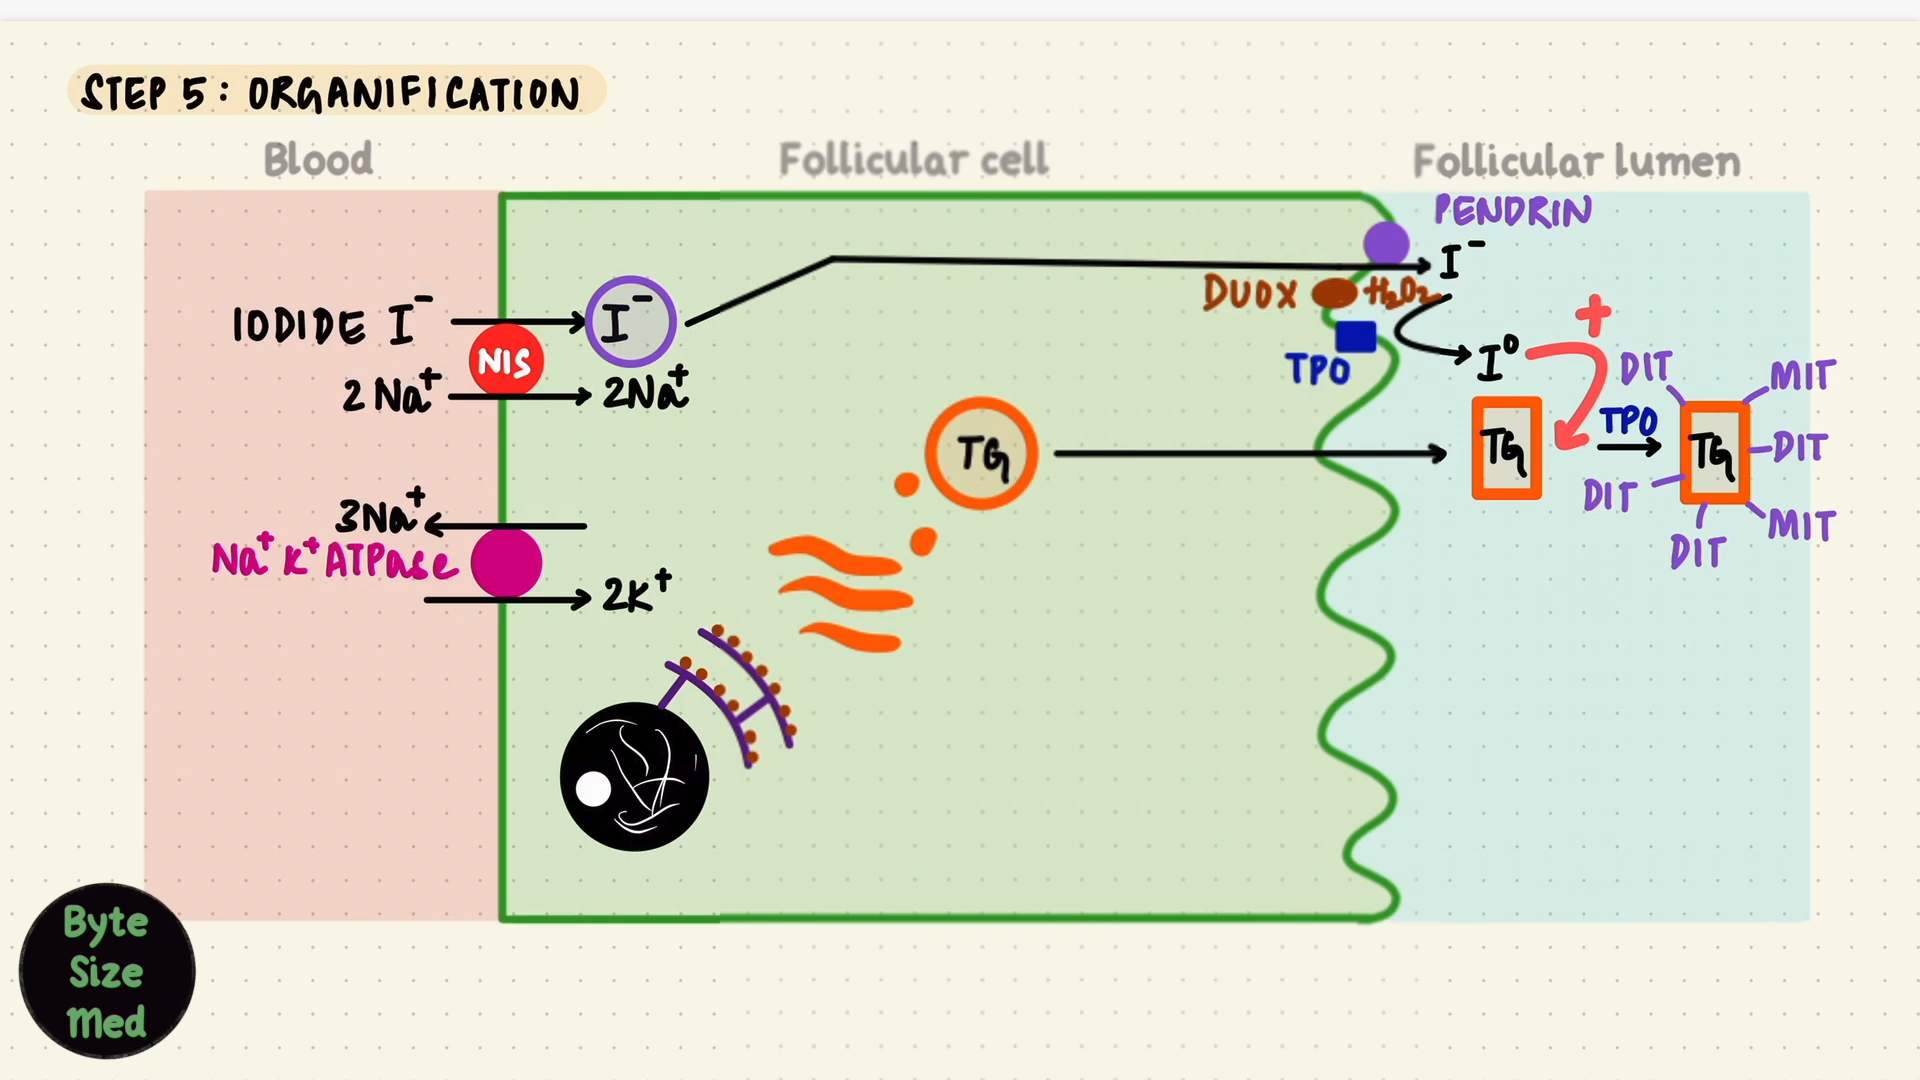 STEP 5: ORGANIFICATION
Blood
Follicular cell
Follicular lumen
PENDRIN
I⁻
DUOX
H₂O₂
IODIDE I⁻
I⁻
NIS
2Na⁺
2Na⁺
TPO
I⁰
+
DIT
MIT
TG
TG
TPO
TG
DIT
DIT
MIT
DIT
3Na⁺
Na⁺K⁺ATPase
2K⁺
Byte
Size
Med